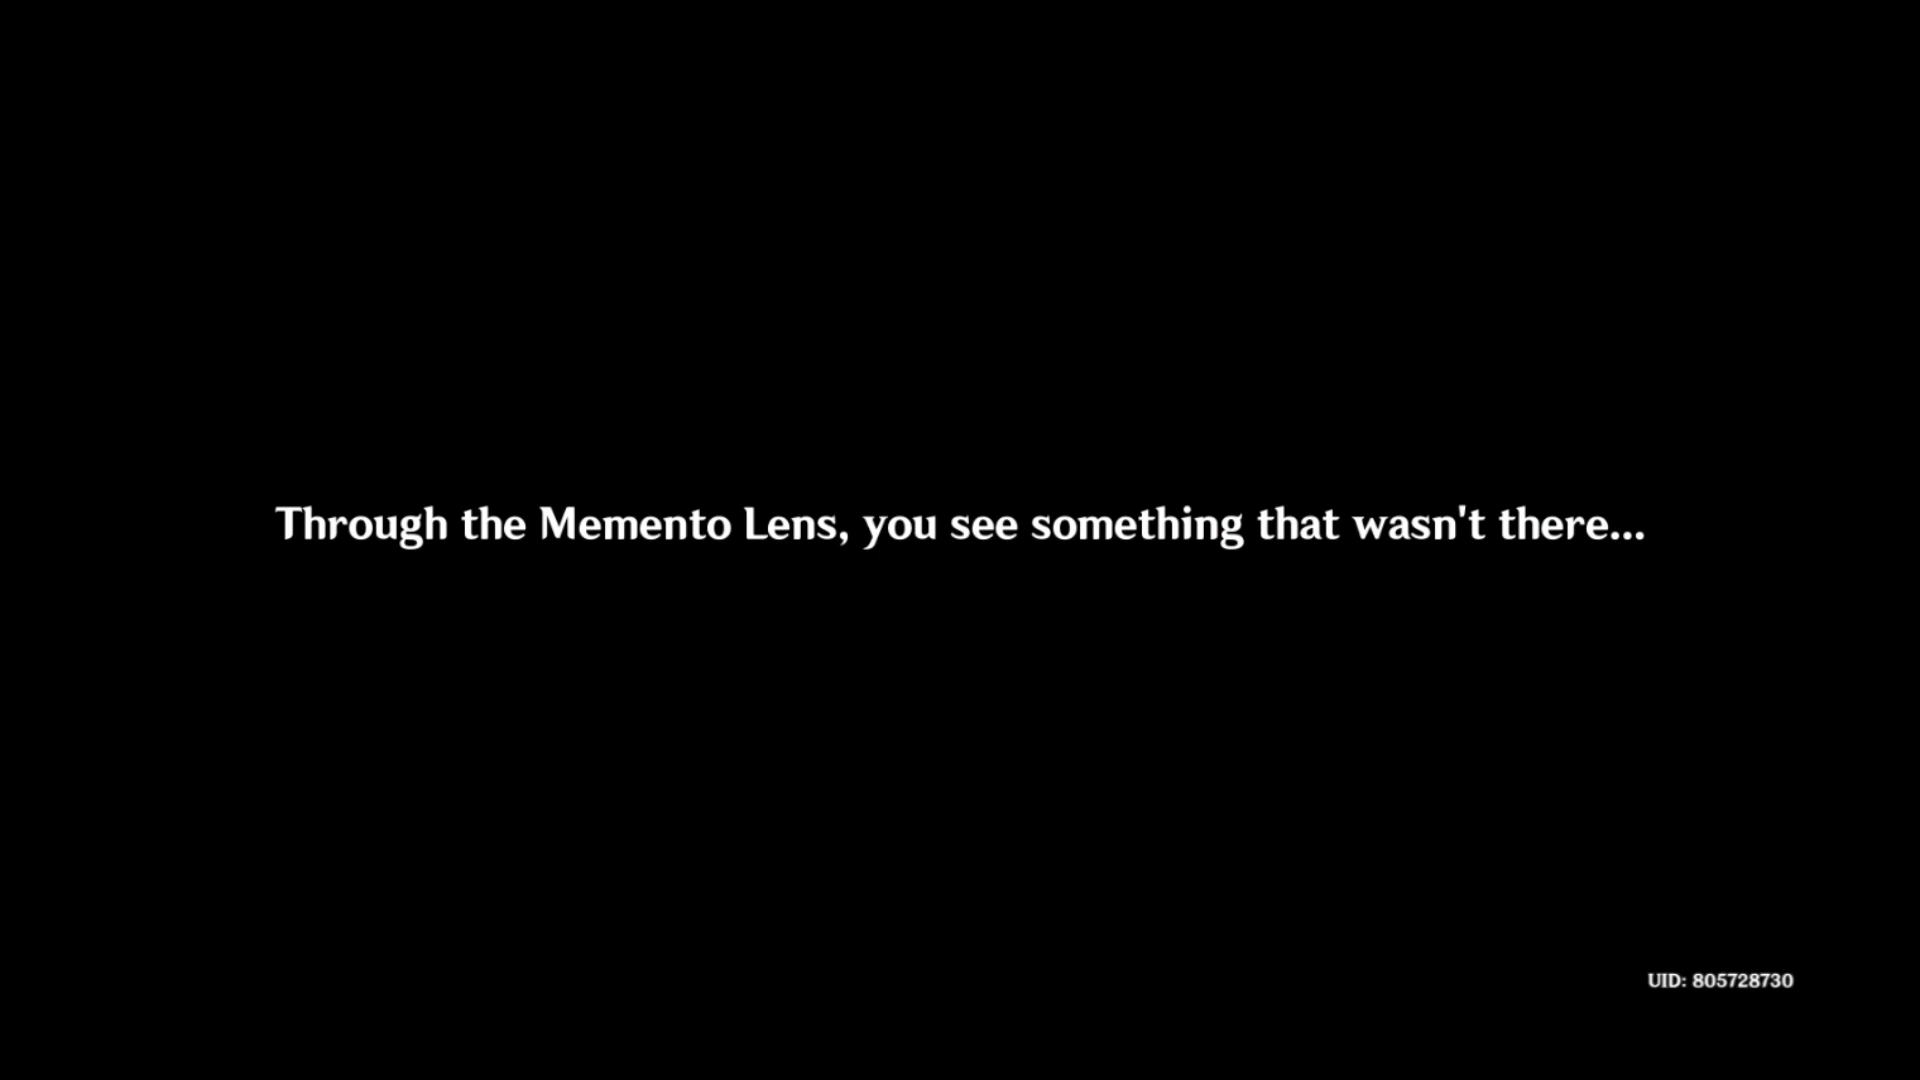 Through the Memento Lens, you see something that wasn't there...
UID: 805728730